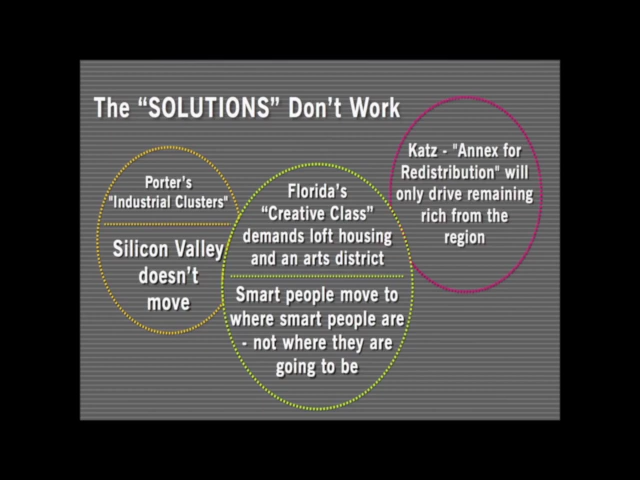 The “SOLUTIONS” Don’t Work
Porter’s
"Industrial Clusters"
Silicon Valley
doesn’t
move
Florida’s
“Creative Class”
demands loft housing
and an arts district
Smart people move to
where smart people are
- not where they are
going to be
Katz - "Annex for
Redistribution" will
only drive remaining
rich from the
region